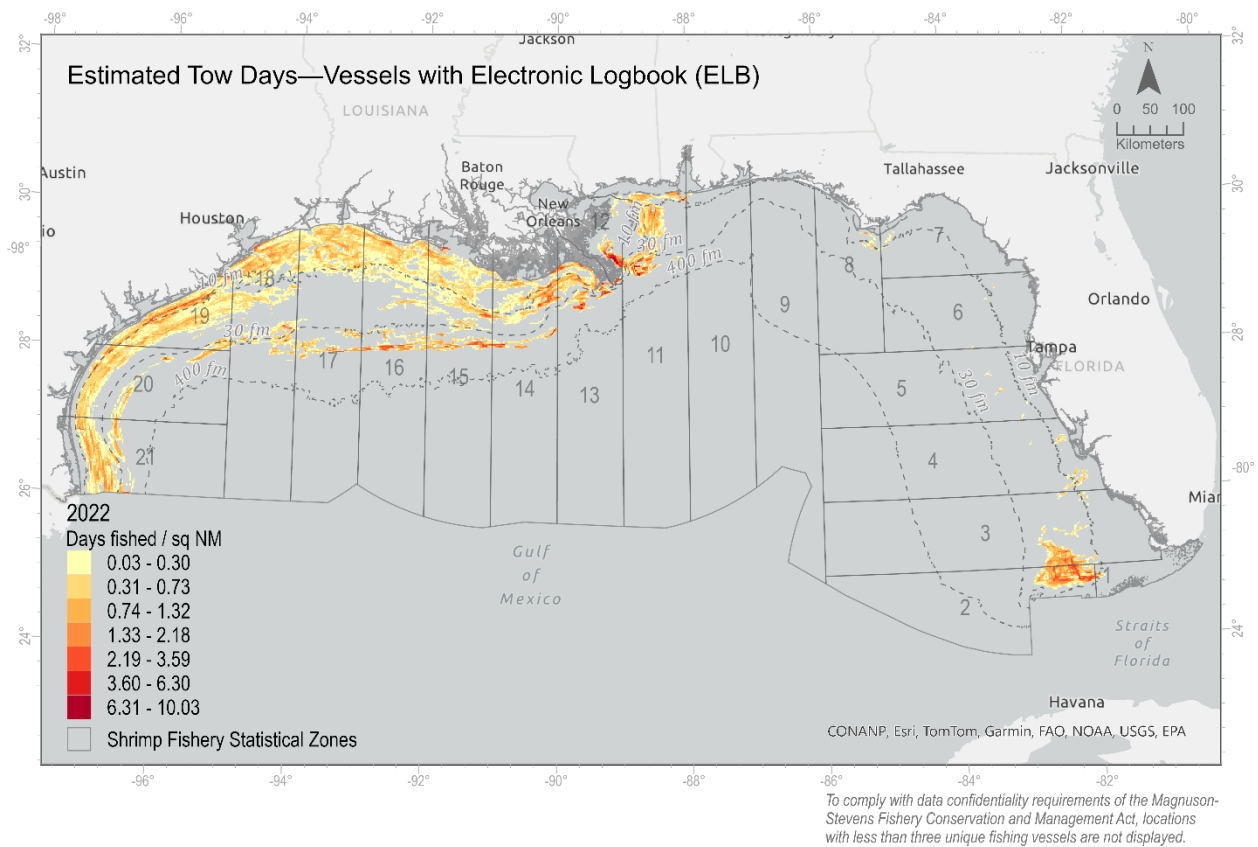 -98° -96° -94° -92° -90° -88° -86° -84° -82° -80°
32° 32°
Jackson
Estimated Tow Days—Vessels with Electronic Logbook (ELB)
N
0 50 100
Kilometers
LOUISIANA
Austin
Baton
Rouge
Tallahassee
Jacksonville
30° 30°
Houston
New
Orleans
12
10 fm
30 fm
400 fm
7
8
-98°
10 fm
18
19
9
6
Orlando
28° 28°
30 fm
17
16
15
14
13
11
10
Tampa
FLORIDA
20
400 fm
5
30 fm
10 fm
21
4
-80°
26° 26°
Miar
2022
Days fished / sq NM
0.03 - 0.30
0.31 - 0.73
0.74 - 1.32
1.33 - 2.18
2.19 - 3.59
3.60 - 6.30
6.31 - 10.03
Shrimp Fishery Statistical Zones
Gulf
of
Mexico
3
1
2
24° 24°
Straits
of
Florida
Havana
CONANP, Esri, TomTom, Garmin, FAO, NOAA, USGS, EPA
-96° -94° -92° -90° -88° -86° -84° -82°
To comply with data confidentiality requirements of the Magnuson-
Stevens Fishery Conservation and Management Act, locations
with less than three unique fishing vessels are not displayed.